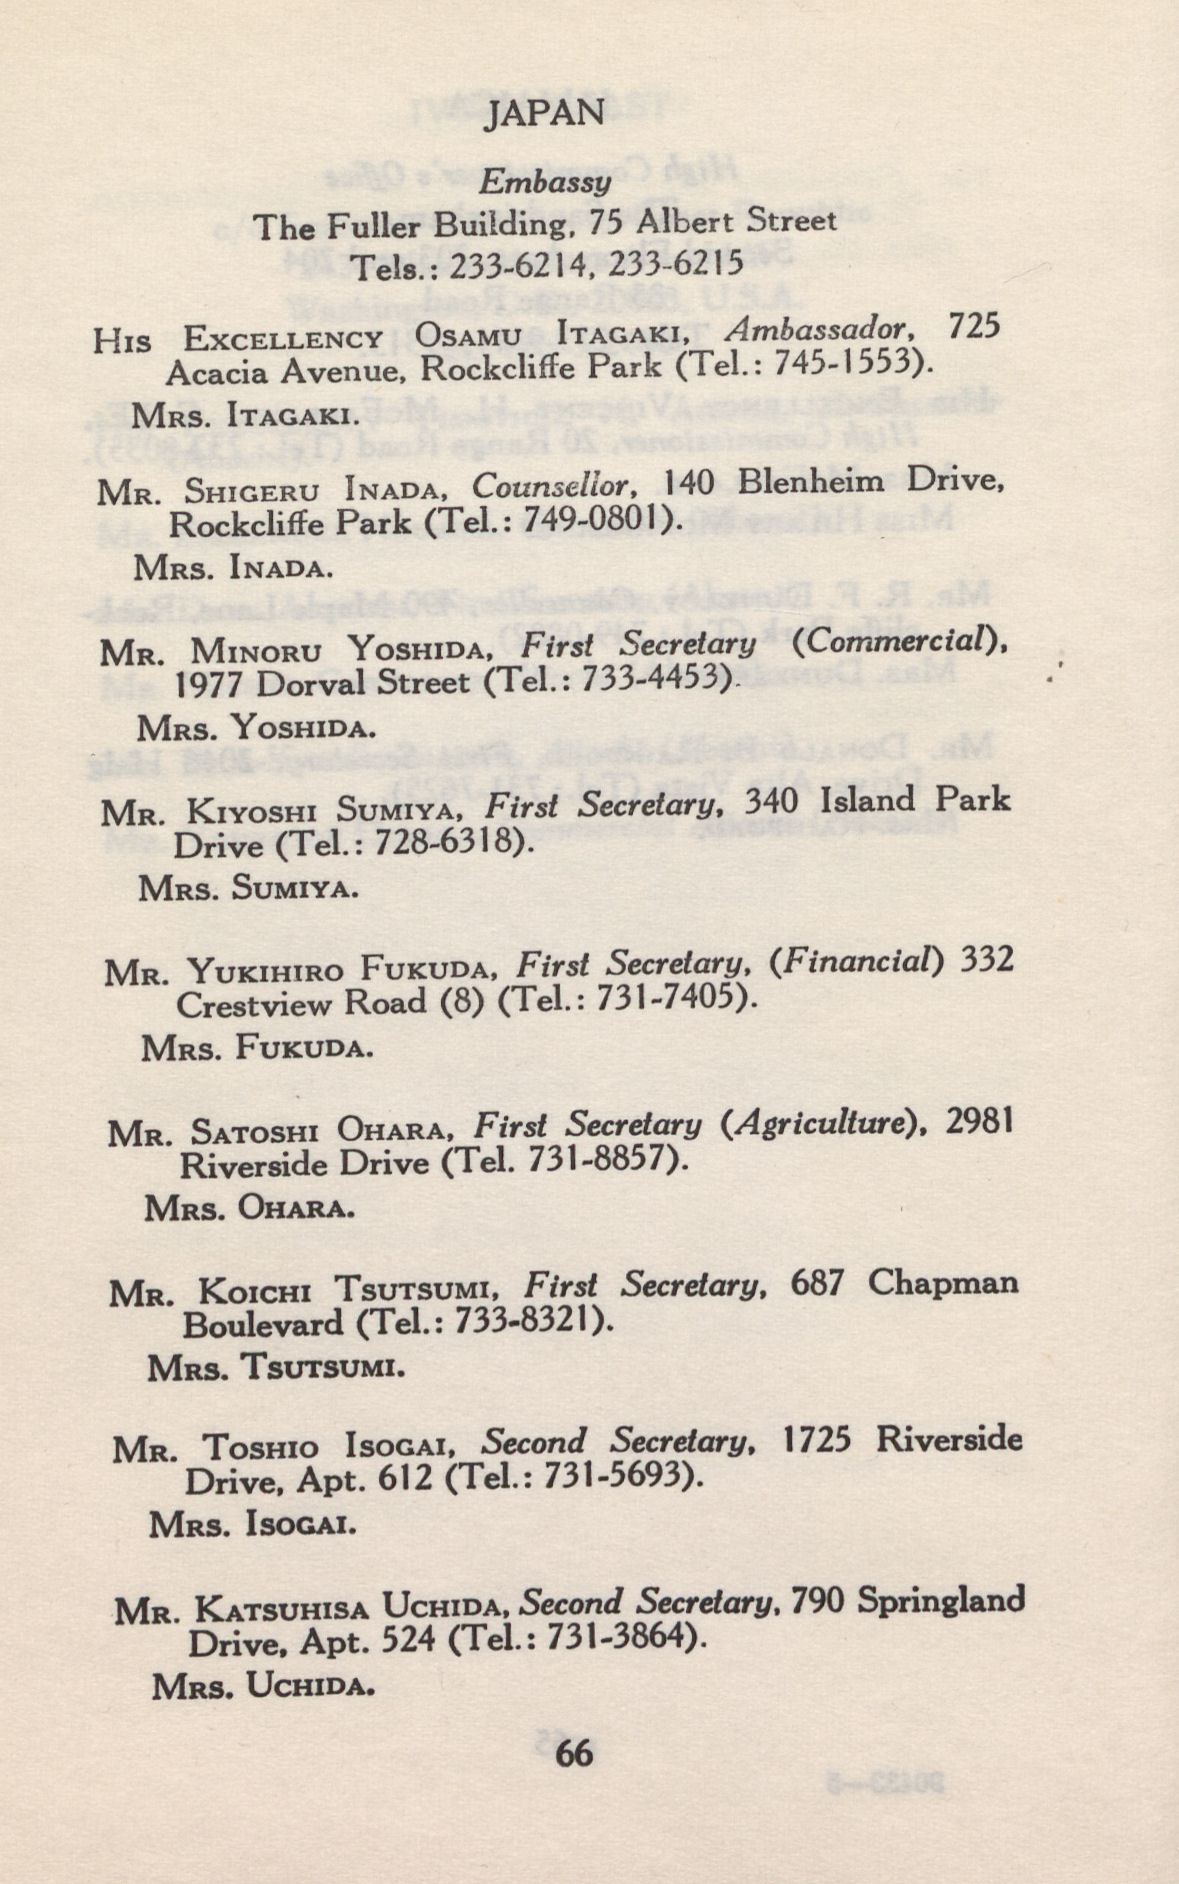 JAPAN
Embassy
The Fuller Building, 75 Albert Street
Tels.: 233-6214, 233-6215
His Excellency Osamu Itagaki, Ambassador, 725
Acacia Avenue, Rockcliffe Park (Tel.: 745-1553).
Mrs. Itagaki.
Mr. Shigeru Inada, Counsellor, 140 Blenheim Drive,
Rockcliffe Park (Tel.: 749-0801).
Mrs. Inada.
Mr. Minoru Yoshida, First Secretary (Commercial),
1977 Dorval Street (Tel.: 733-4453).
Mrs. Yoshida.
Mr. Kiyoshi Sumiya, First Secretary, 340 Island Park
Drive (Tel.: 728-6318).
Mrs. Sumiya.
Mr. Yukihiro Fukuda, First Secretary, (Financial) 332
Crestview Road (8) (Tel.: 731-7405).
Mrs. Fukuda.
Mr. Satoshi Ohara, First Secretary (Agriculture), 2981
Riverside Drive (Tel. 731-8857).
Mrs. Ohara.
Mr. Koichi Tsutsumi, First Secretary, 687 Chapman
Boulevard (Tel.: 733-8321).
Mrs. Tsutsumi.
Mr. Toshio Isogai, Second Secretary, 1725 Riverside
Drive, Apt. 612 (Tel.: 731-5693).
Mrs. Isogai.
Mr. Katsuhisa Uchida, Second Secretary, 790 Springland
Drive, Apt. 524 (Tel.: 731-3864).
Mrs. Uchida.
66